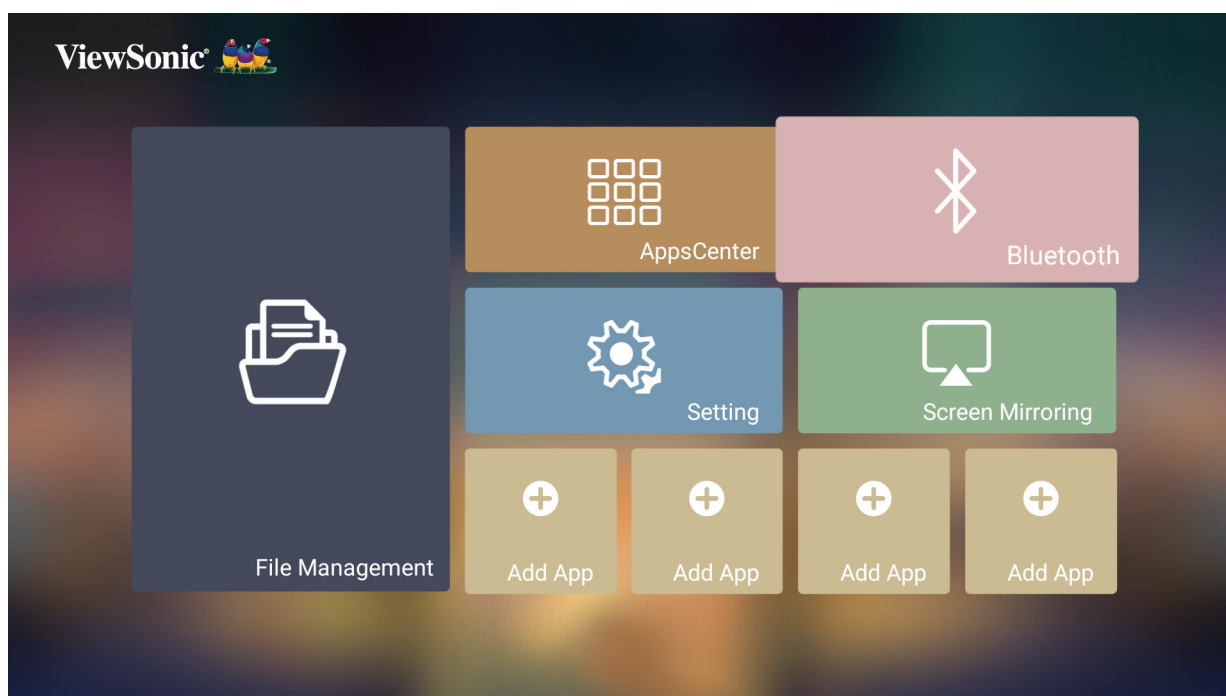 ViewSonic®
AppsCenter
Bluetooth
Setting
Screen Mirroring
File Management
Add App
Add App
Add App
Add App